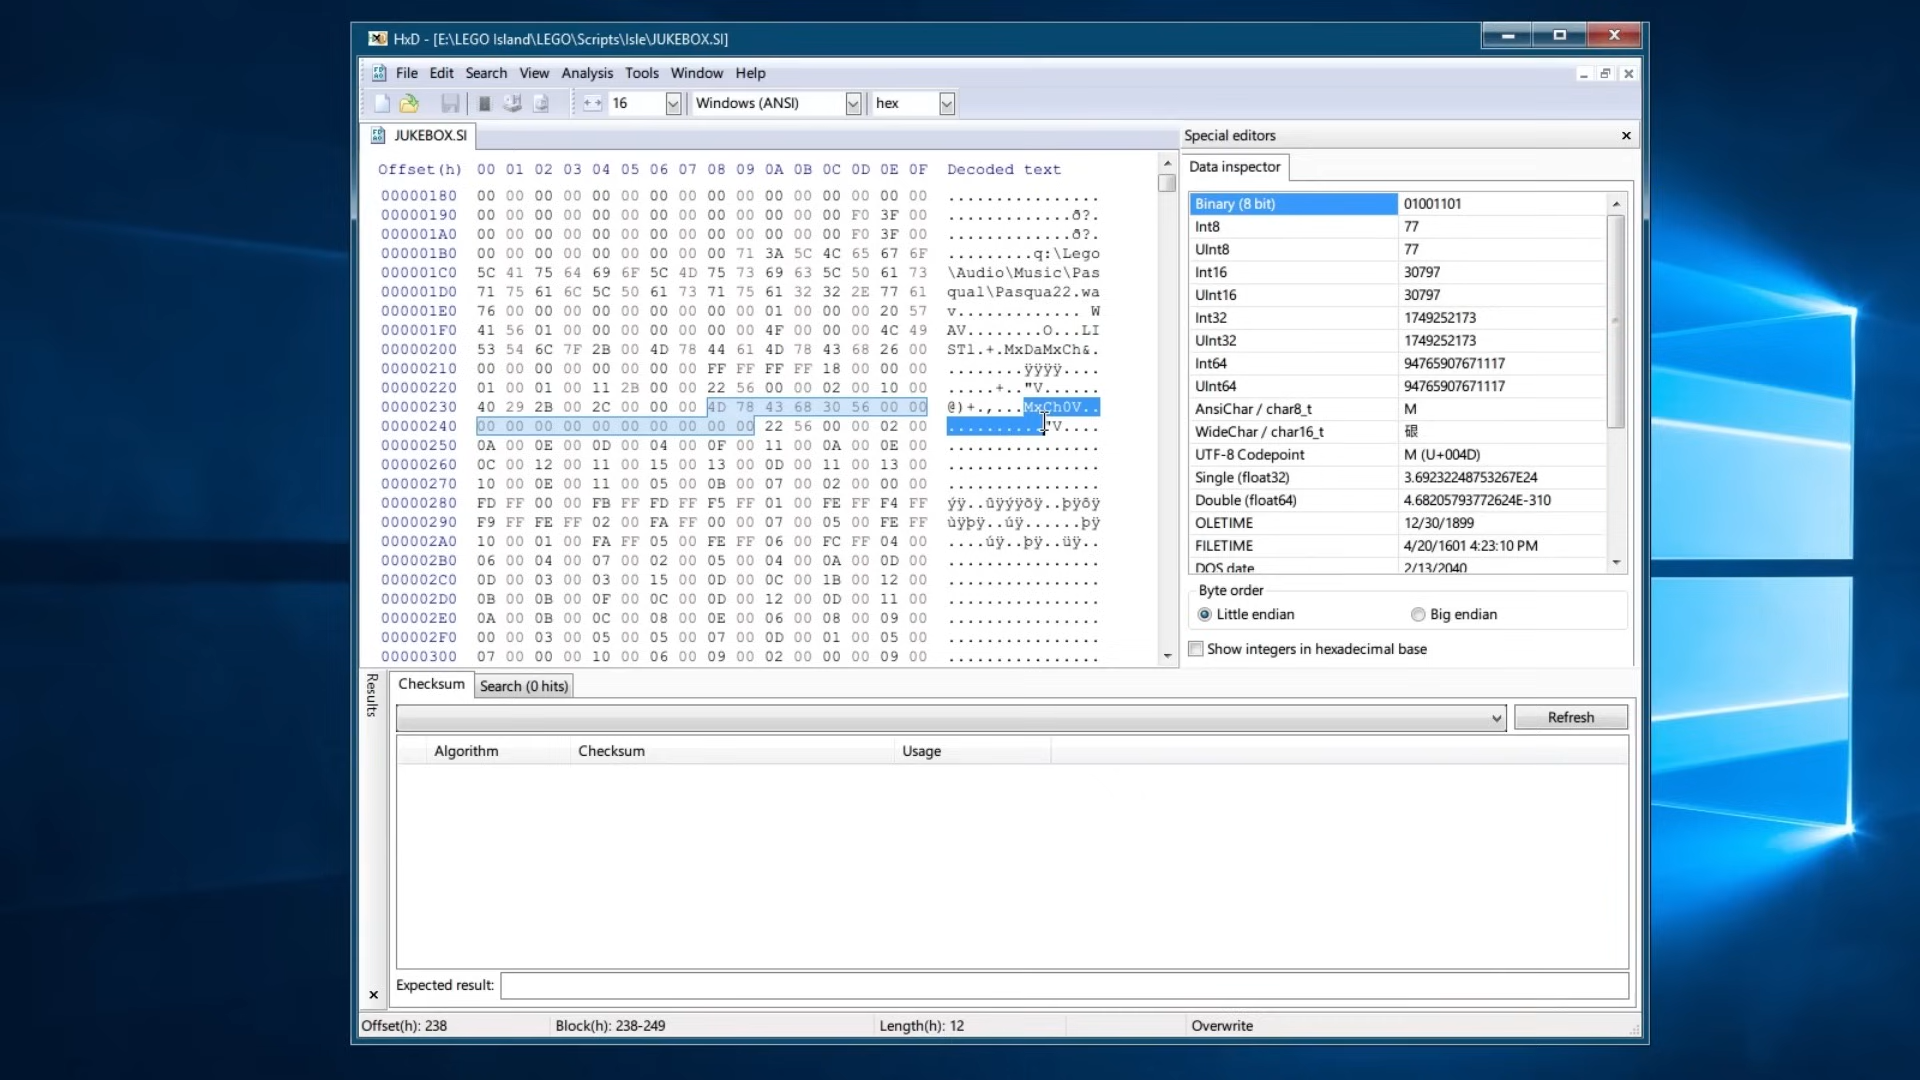 HxD - [E:\LEGO Island\LEGO\Scripts\Isle\JUKEBOX.SI]
File Edit Search View Analysis Tools Window Help
16 Windows (ANSI) hex
JUKEBOX.SI
Offset(h) 00 01 02 03 04 05 06 07 08 09 0A 0B 0C 0D 0E 0F Decoded text
00000180 00 00 00 00 00 00 00 00 00 00 00 00 00 00 00 00 ................
00000190 00 00 00 00 00 00 00 00 00 00 00 00 00 F0 3F 00 .............ð?.
000001A0 00 00 00 00 00 00 00 00 00 00 00 00 00 F0 3F 00 .............ð?.
000001B0 00 00 00 00 00 00 00 00 00 71 3A 5C 4C 65 67 6F .........q:\Lego
000001C0 5C 41 75 64 69 6F 5C 4D 75 73 69 63 5C 50 61 73 \Audio\Music\Pas
000001D0 71 75 61 6C 5C 50 61 73 71 75 61 32 32 2E 77 61 qual\Pasqua22.wa
000001E0 76 00 00 00 00 00 00 00 00 00 01 00 00 00 20 57 v............. W
000001F0 41 56 01 00 00 00 00 00 00 00 4F 00 00 00 4C 49 AV........O...LI
00000200 53 54 6C 7F 2B 00 4D 78 44 61 4D 78 43 68 26 00 STl.+.MxDaMxCh&.
00000210 00 00 00 00 00 00 00 00 FF FF FF FF 18 00 00 00 ........ÿÿÿÿ....
00000220 01 00 01 00 11 2B 00 00 22 56 00 00 02 00 10 00 .....+.."V......
00000230 40 29 2B 00 2C 00 00 00 4D 78 43 68 30 56 00 00 @)+.,...MxCh0V..
00000240 00 00 00 00 00 00 00 00 00 00 22 56 00 00 02 00 .........."V....
00000250 0A 00 0E 00 0D 00 04 00 0F 00 11 00 0A 00 0E 00 ................
00000260 0C 00 12 00 11 00 15 00 13 00 0D 00 11 00 13 00 ................
00000270 10 00 0E 00 11 00 05 00 0B 00 07 00 02 00 00 00 ................
00000280 FD FF 00 00 FB FF FD FF F5 FF 01 00 FE FF F4 FF ýÿ..ûÿýÿõÿ..þÿôÿ
00000290 F9 FF FE FF 02 00 FA FF 00 00 07 00 05 00 FE FF ùÿþÿ..úÿ......þÿ
000002A0 10 00 01 00 FA FF 05 00 FE FF 06 00 FC FF 04 00 ....úÿ..þÿ..üÿ..
000002B0 06 00 04 00 07 00 02 00 05 00 04 00 0A 00 0D 00 ................
000002C0 0D 00 03 00 03 00 15 00 0D 00 0C 00 1B 00 12 00 ................
000002D0 0B 00 0B 00 0F 00 0C 00 0D 00 12 00 0D 00 11 00 ................
000002E0 0A 00 0B 00 0C 00 08 00 0E 00 06 00 08 00 09 00 ................
000002F0 00 00 03 00 05 00 05 00 07 00 0D 00 01 00 05 00 ................
00000300 07 00 00 00 10 00 06 00 09 00 02 00 00 00 09 00 ................
Special editors
Data inspector
Binary (8 bit) 01001101
Int8 77
UInt8 77
Int16 30797
UInt16 30797
Int32 1749252173
UInt32 1749252173
Int64 94765907671117
UInt64 94765907671117
AnsiChar / char8_t M
WideChar / char16_t 硍
UTF-8 Codepoint M (U+004D)
Single (float32) 3.69232248753267E24
Double (float64) 4.68205793772624E-310
OLETIME 12/30/1899
FILETIME 4/20/1601 4:23:10 PM
DOS date 2/13/2040
Byte order
Little endian Big endian
Show integers in hexadecimal base
Results
Checksum Search (0 hits)
Refresh
Algorithm Checksum Usage
Expected result:
Offset(h): 238 Block(h): 238-249 Length(h): 12 Overwrite